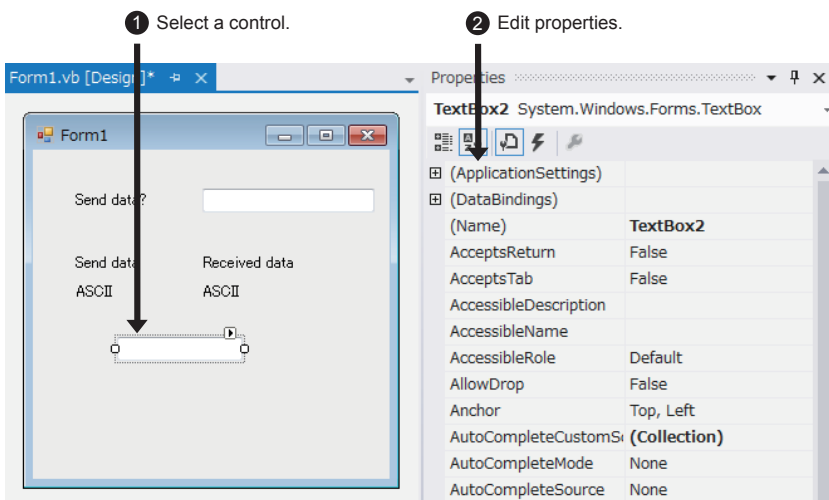 1 Select a control.
2 Edit properties.
Form1.vb [Design]*
Properties
TextBox2 System.Windows.Forms.TextBox
Form1
Send data?
Send data Received data
ASCII ASCII
(ApplicationSettings)
(DataBindings)
(Name) TextBox2
AcceptsReturn False
AcceptsTab False
AccessibleDescription
AccessibleName
AccessibleRole Default
AllowDrop False
Anchor Top, Left
AutoCompleteCustomSo (Collection)
AutoCompleteMode None
AutoCompleteSource None